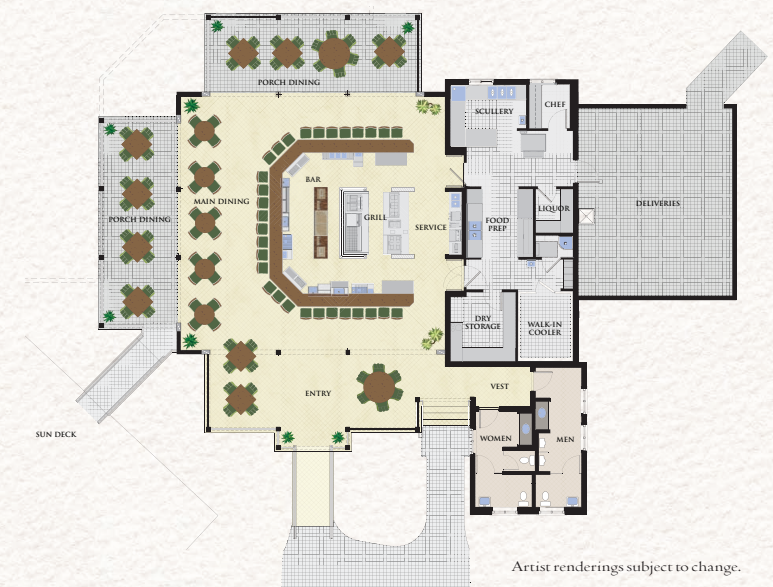 PORCH DINING
SCULLERY
CHEF
BAR
MAIN DINING
LIQUOR
DELIVERIES
PORCH DINING
GRILL
SERVICE
FOOD
PREP
DRY
STORAGE
WALK-IN
COOLER
ENTRY
VEST
SUN DECK
WOMEN
MEN
Artist renderings subject to change.